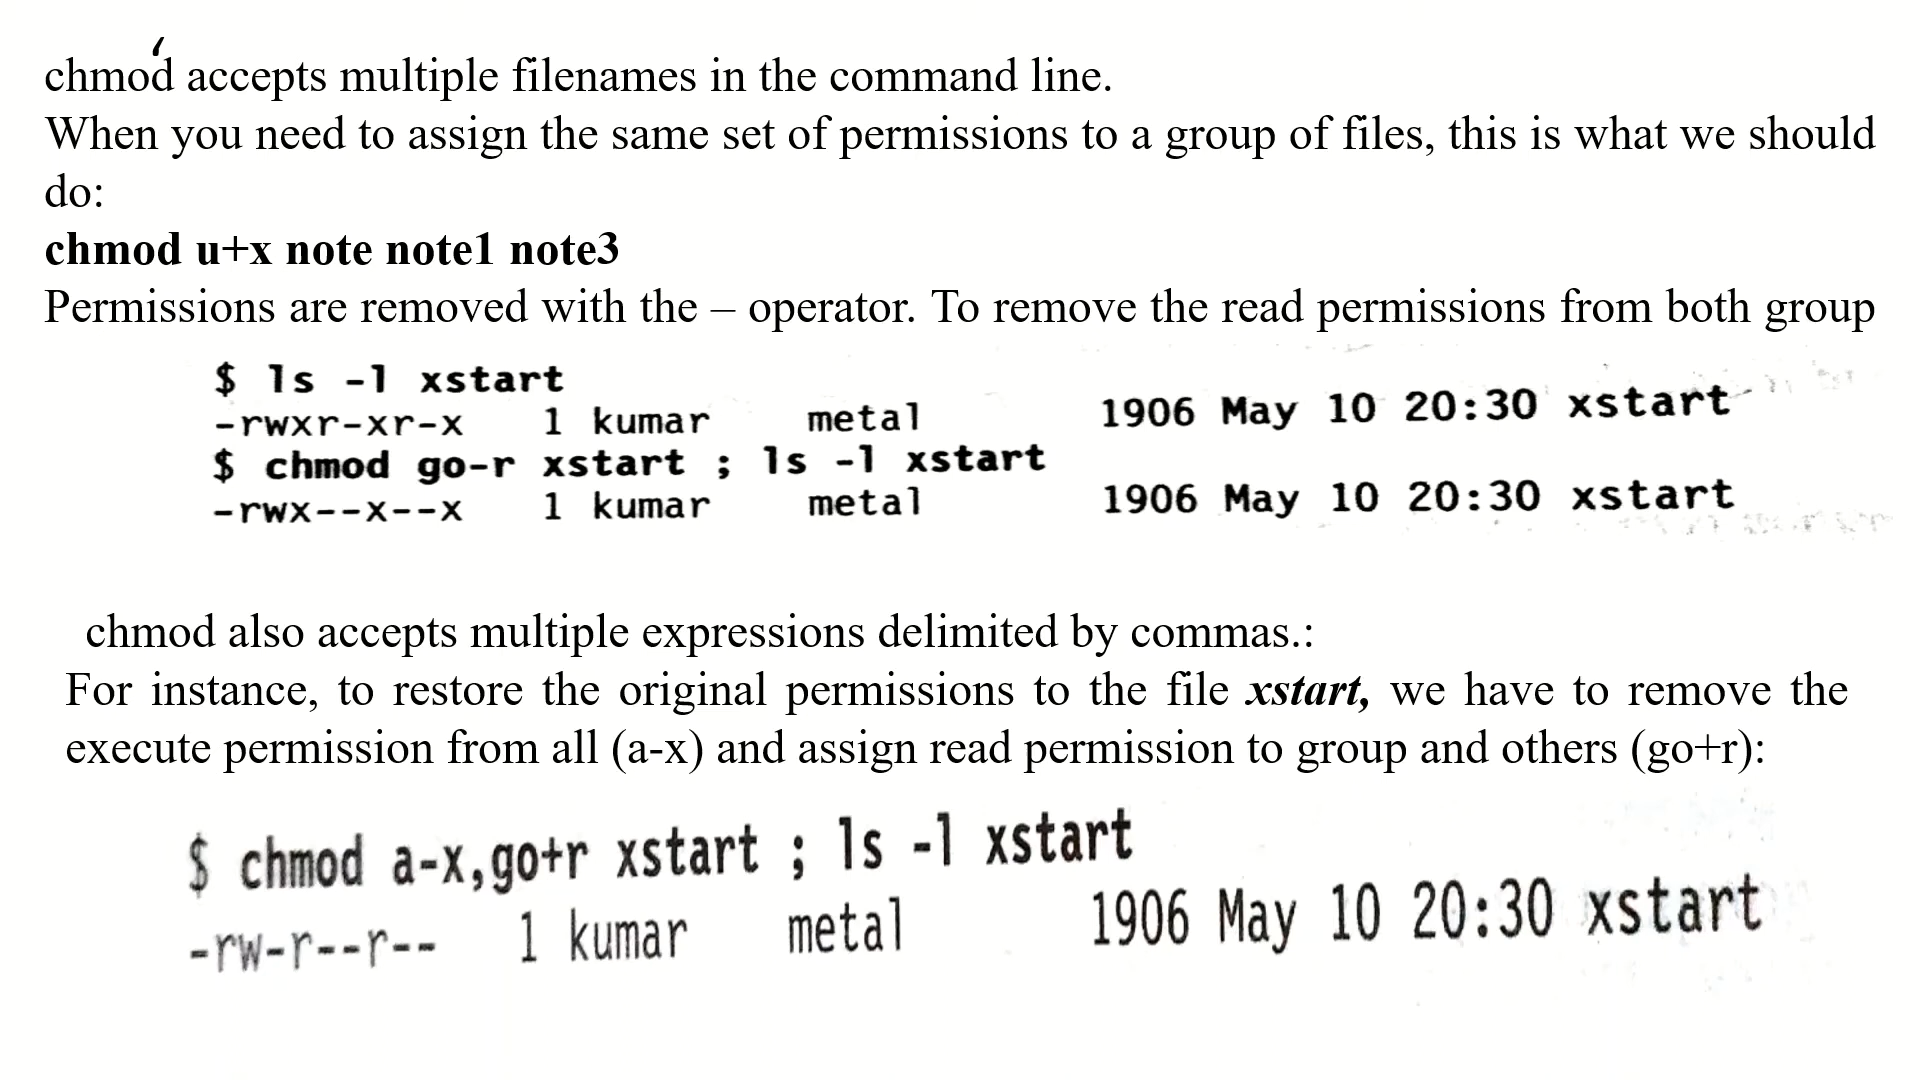 chmod accepts multiple filenames in the command line.
When you need to assign the same set of permissions to a group of files, this is what we should
do:
chmod u+x note note1 note3
Permissions are removed with the – operator. To remove the read permissions from both group
$ ls -l xstart
-rwxr-xr-x 1 kumar metal 1906 May 10 20:30 xstart
$ chmod go-r xstart ; ls -l xstart
-rwx--x--x 1 kumar metal 1906 May 10 20:30 xstart
chmod also accepts multiple expressions delimited by commas.:
For instance, to restore the original permissions to the file xstart, we have to remove the
execute permission from all (a-x) and assign read permission to group and others (go+r):
$ chmod a-x,go+r xstart ; ls -l xstart
-rw-r--r-- 1 kumar metal 1906 May 10 20:30 xstart